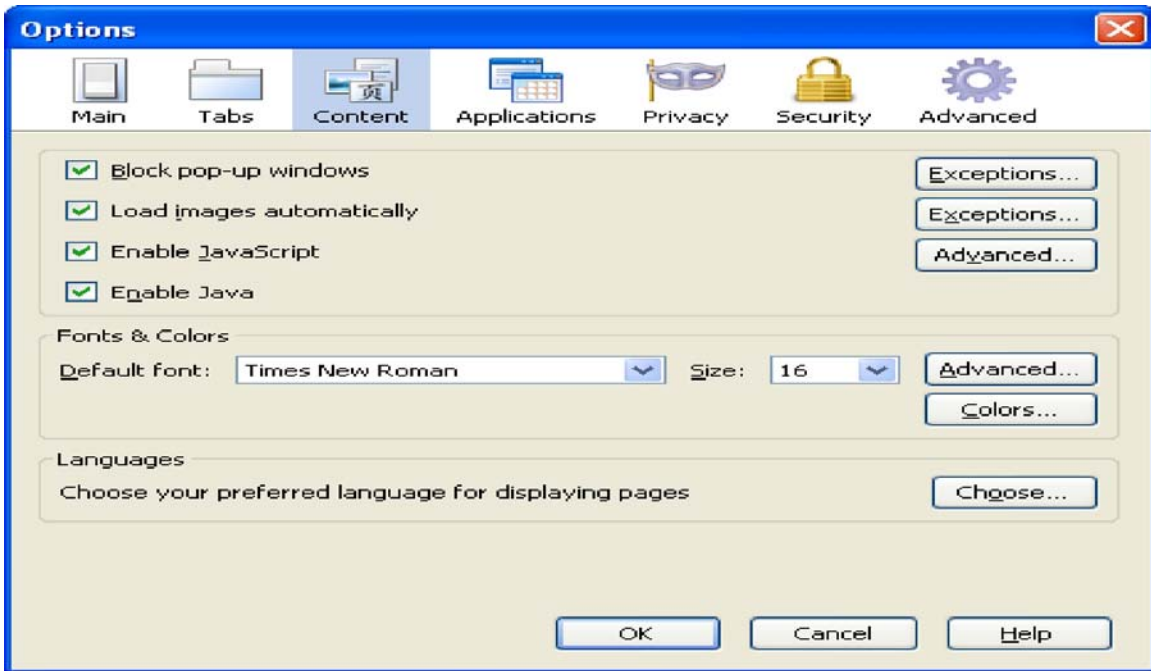 Options
Main Tabs Content Applications Privacy Security Advanced
页
Block pop-up windows Exceptions...
Load images automatically Exceptions...
Enable JavaScript Advanced...
Enable Java
Fonts & Colors
Default font: Times New Roman Size: 16 Advanced...
Colors...
Languages
Choose your preferred language for displaying pages Choose...
OK Cancel Help